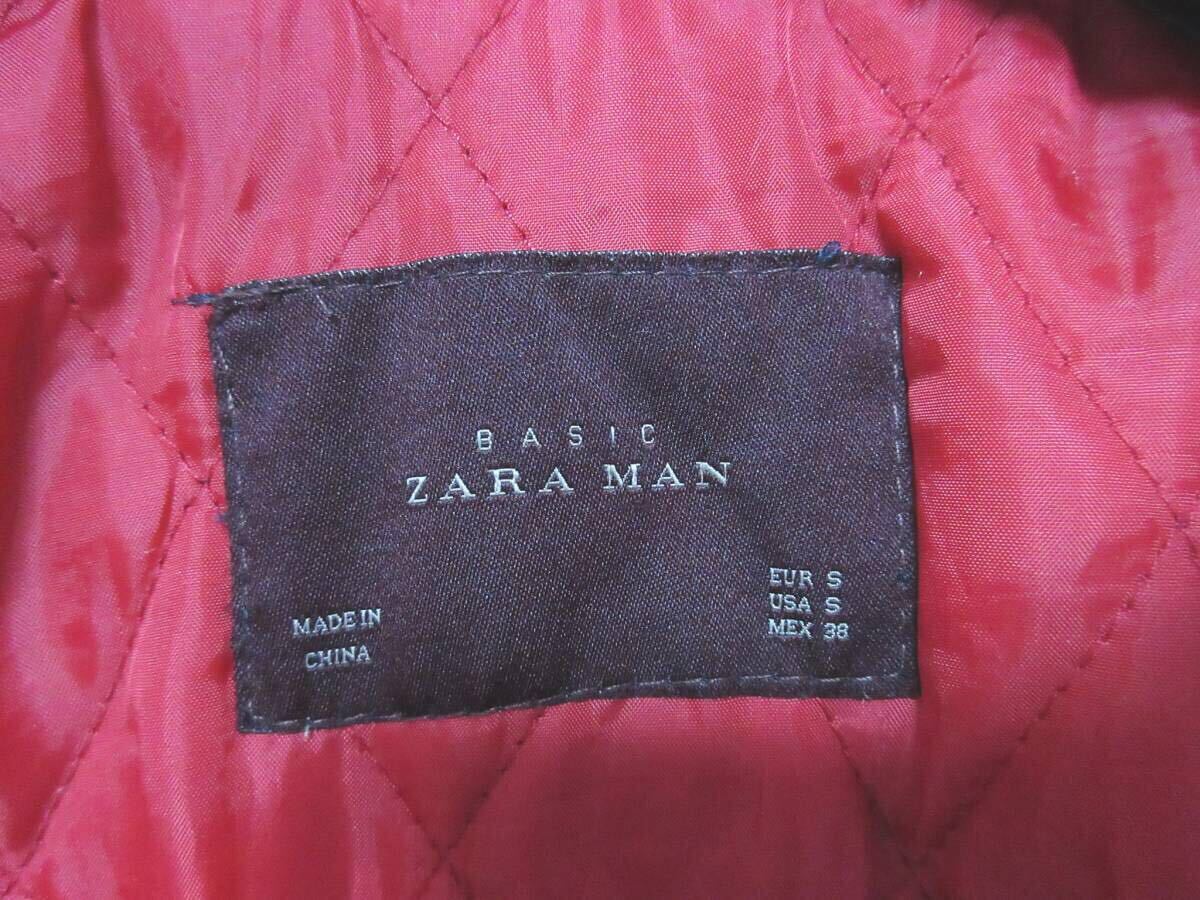 BASIC
ZARA MAN
MADE IN
CHINA
EUR S
USA S
MEX 38